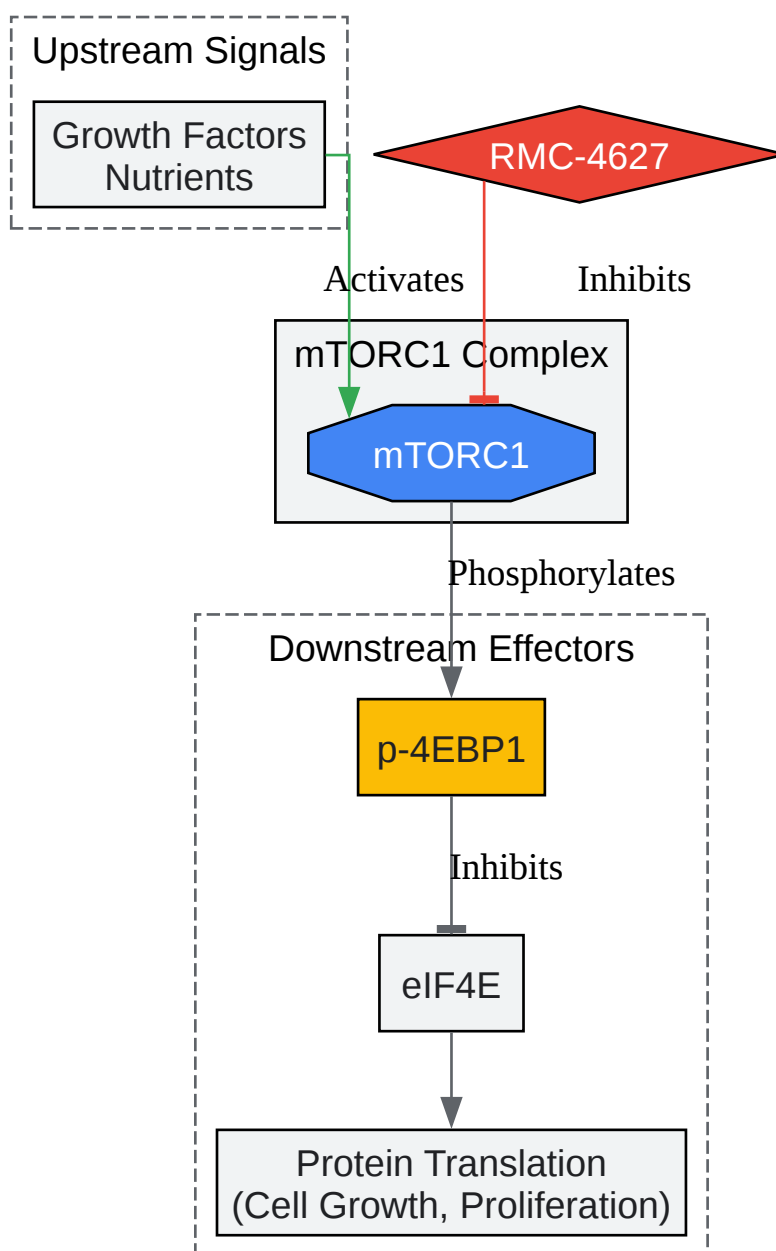 Upstream Signals
Growth Factors
Nutrients
RMC-4627
Activates
Inhibits
mTORC1 Complex
mTORC1
Phosphorylates
Downstream Effectors
p-4EBP1
Inhibits
eIF4E
Protein Translation
(Cell Growth, Proliferation)